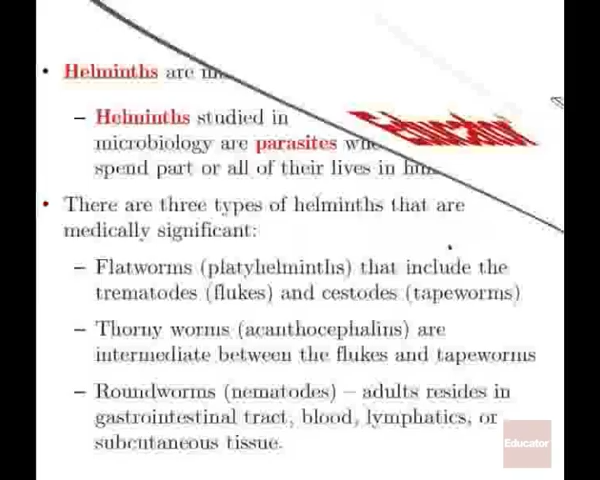 • Helminths are
– Helminths studied in
microbiology are parasites
spend part or all of their lives in
• There are three types of helminths that are
medically significant:
– Flatworms (platyhelminths) that include the
trematodes (flukes) and cestodes (tapeworms)
– Thorny worms (acanthocephalins) are
intermediate between the flukes and tapeworms
– Roundworms (nematodes) – adults resides in
gastrointestinal tract, blood, lymphatics, or
subcutaneous tissue.
Educator
Educator